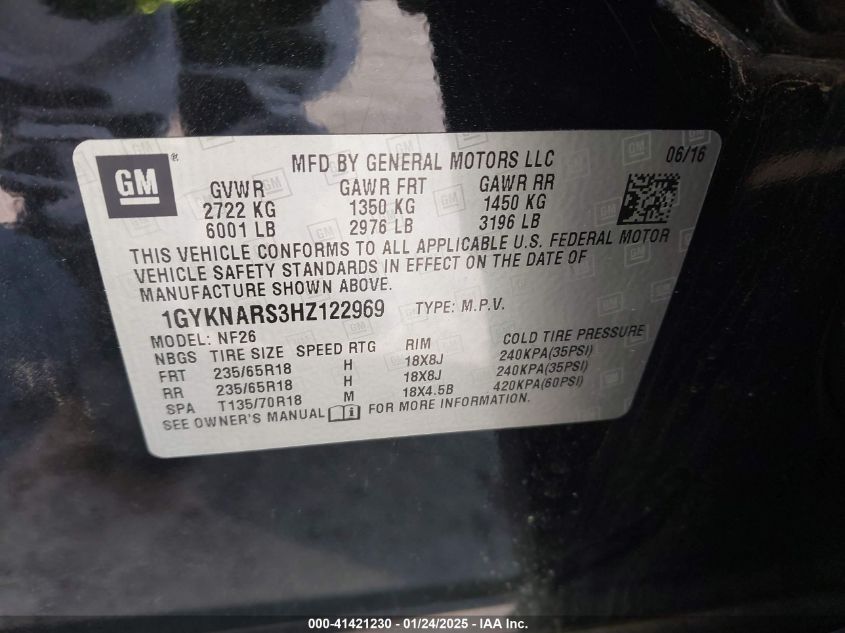 GM ® MFD BY GENERAL MOTORS LLC 06/16
GVWR GAWR FRT GAWR RR
2722 KG 1350 KG 1450 KG
6001 LB 2976 LB 3196 LB
THIS VEHICLE CONFORMS TO ALL APPLICABLE U.S. FEDERAL MOTOR
VEHICLE SAFETY STANDARDS IN EFFECT ON THE DATE OF
MANUFACTURE SHOWN ABOVE.
1GYKNARS3HZ122969 TYPE: M.P.V.
MODEL: NF26
NBGS TIRE SIZE SPEED RTG RIM COLD TIRE PRESSURE
FRT 235/65R18 H 18X8J 240KPA(35PSI)
RR 235/65R18 H 18X8J 240KPA(35PSI)
SPA T135/70R18 M 18X4.5B 420KPA(60PSI)
SEE OWNER'S MANUAL FOR MORE INFORMATION.
000-41421230 - 01/24/2025 - IAA Inc.